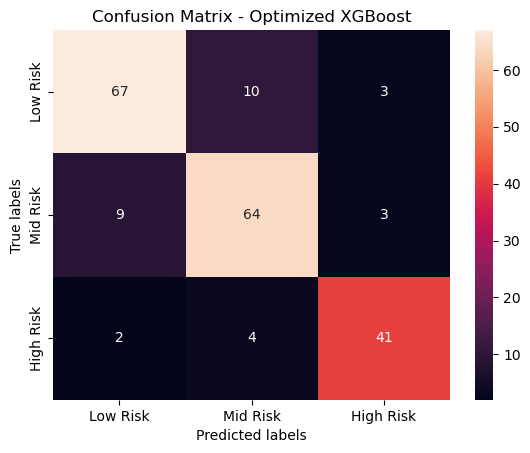 Confusion Matrix - Optimized XGBoost
True labels
Low Risk
Mid Risk
High Risk
67 10 3
9 64 3
2 4 41
Low Risk Mid Risk High Risk
Predicted labels
60
50
40
30
20
10